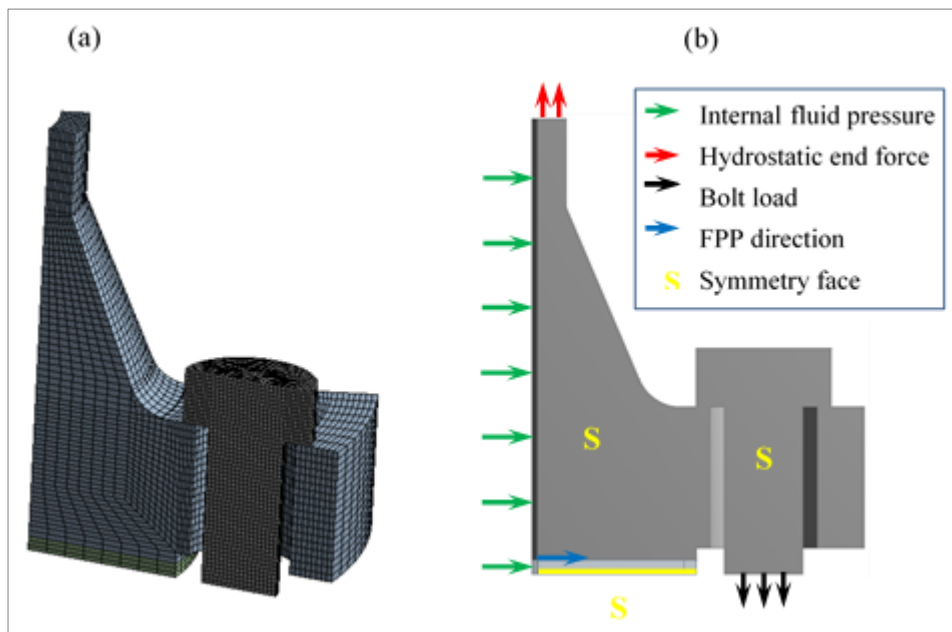 (a)
(b)
Internal fluid pressure
Hydrostatic end force
Bolt load
FPP direction
S Symmetry face
S
S
S